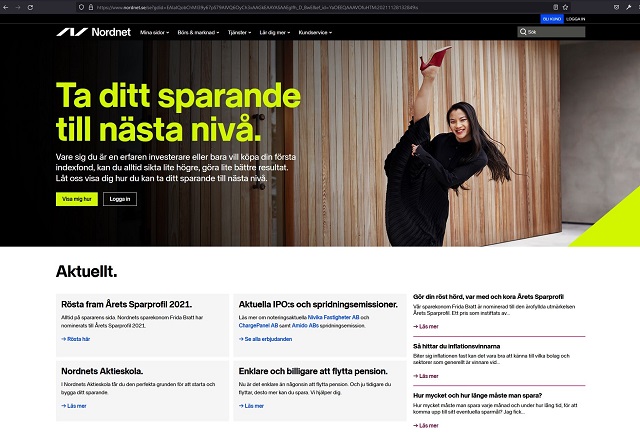 Nordnet
Mina sidor
Börs & marknad
Tjänster
Lär dig mer
Kundservice
BLI KUND
LOGGA IN
Sök
Ta ditt sparande
till nästa nivå.
Vare sig du är en erfaren investerare eller bara vill köpa din första
indexfond, kan du alltid sikta lite högre, göra lite bättre resultat.
Låt oss visa dig hur du kan ta ditt sparande till nästa nivå.
Visa mig hur
Logga in
Aktuellt.
Rösta fram Årets Sparprofil 2021.
Alltid på spararens sida. Nordnets sparekonom Frida Bratt har
nominerats till Årets Sparprofil 2021.
→ Rösta här
Aktuella IPO:s och spridningsemissioner.
Läs mer om noteringsaktuella Nivika Fastigheter AB och
ChargePanel AB samt Amido ABs spridningsemission.
→ Se alla erbjudanden
Nordnets Aktieskola.
I Nordnets Aktieskola får du den perfekta grunden för att starta och
bygga ditt sparande.
→ Läs mer
Enklare och billigare att flytta pension.
Nu är det enklare än någonsin att flytta pension. Och ju tidigare du
flyttar, desto mer kan du spara. Vi hjälper dig.
→ Läs mer
Gör din röst hörd, var med och kora Årets Sparprofil
Vår sparekonom Frida Bratt är nominerad till den ärofyllda utmärkelsen
Årets Sparprofil. Ett pris som instiftats av...
→ Läs mer
Så hittar du inflationsvinnarna
Biter sig inflationen fast kan det vara bra att känna till vilka bolag och
sektorer som generellt är vinnare vid...
→ Läs mer
Hur mycket och hur länge måste man spara?
Hur mycket måste man spara varje månad och under hur lång tid, för att
komma upp till sitt eventuella sparmål? Jag fick...
→ Läs mer